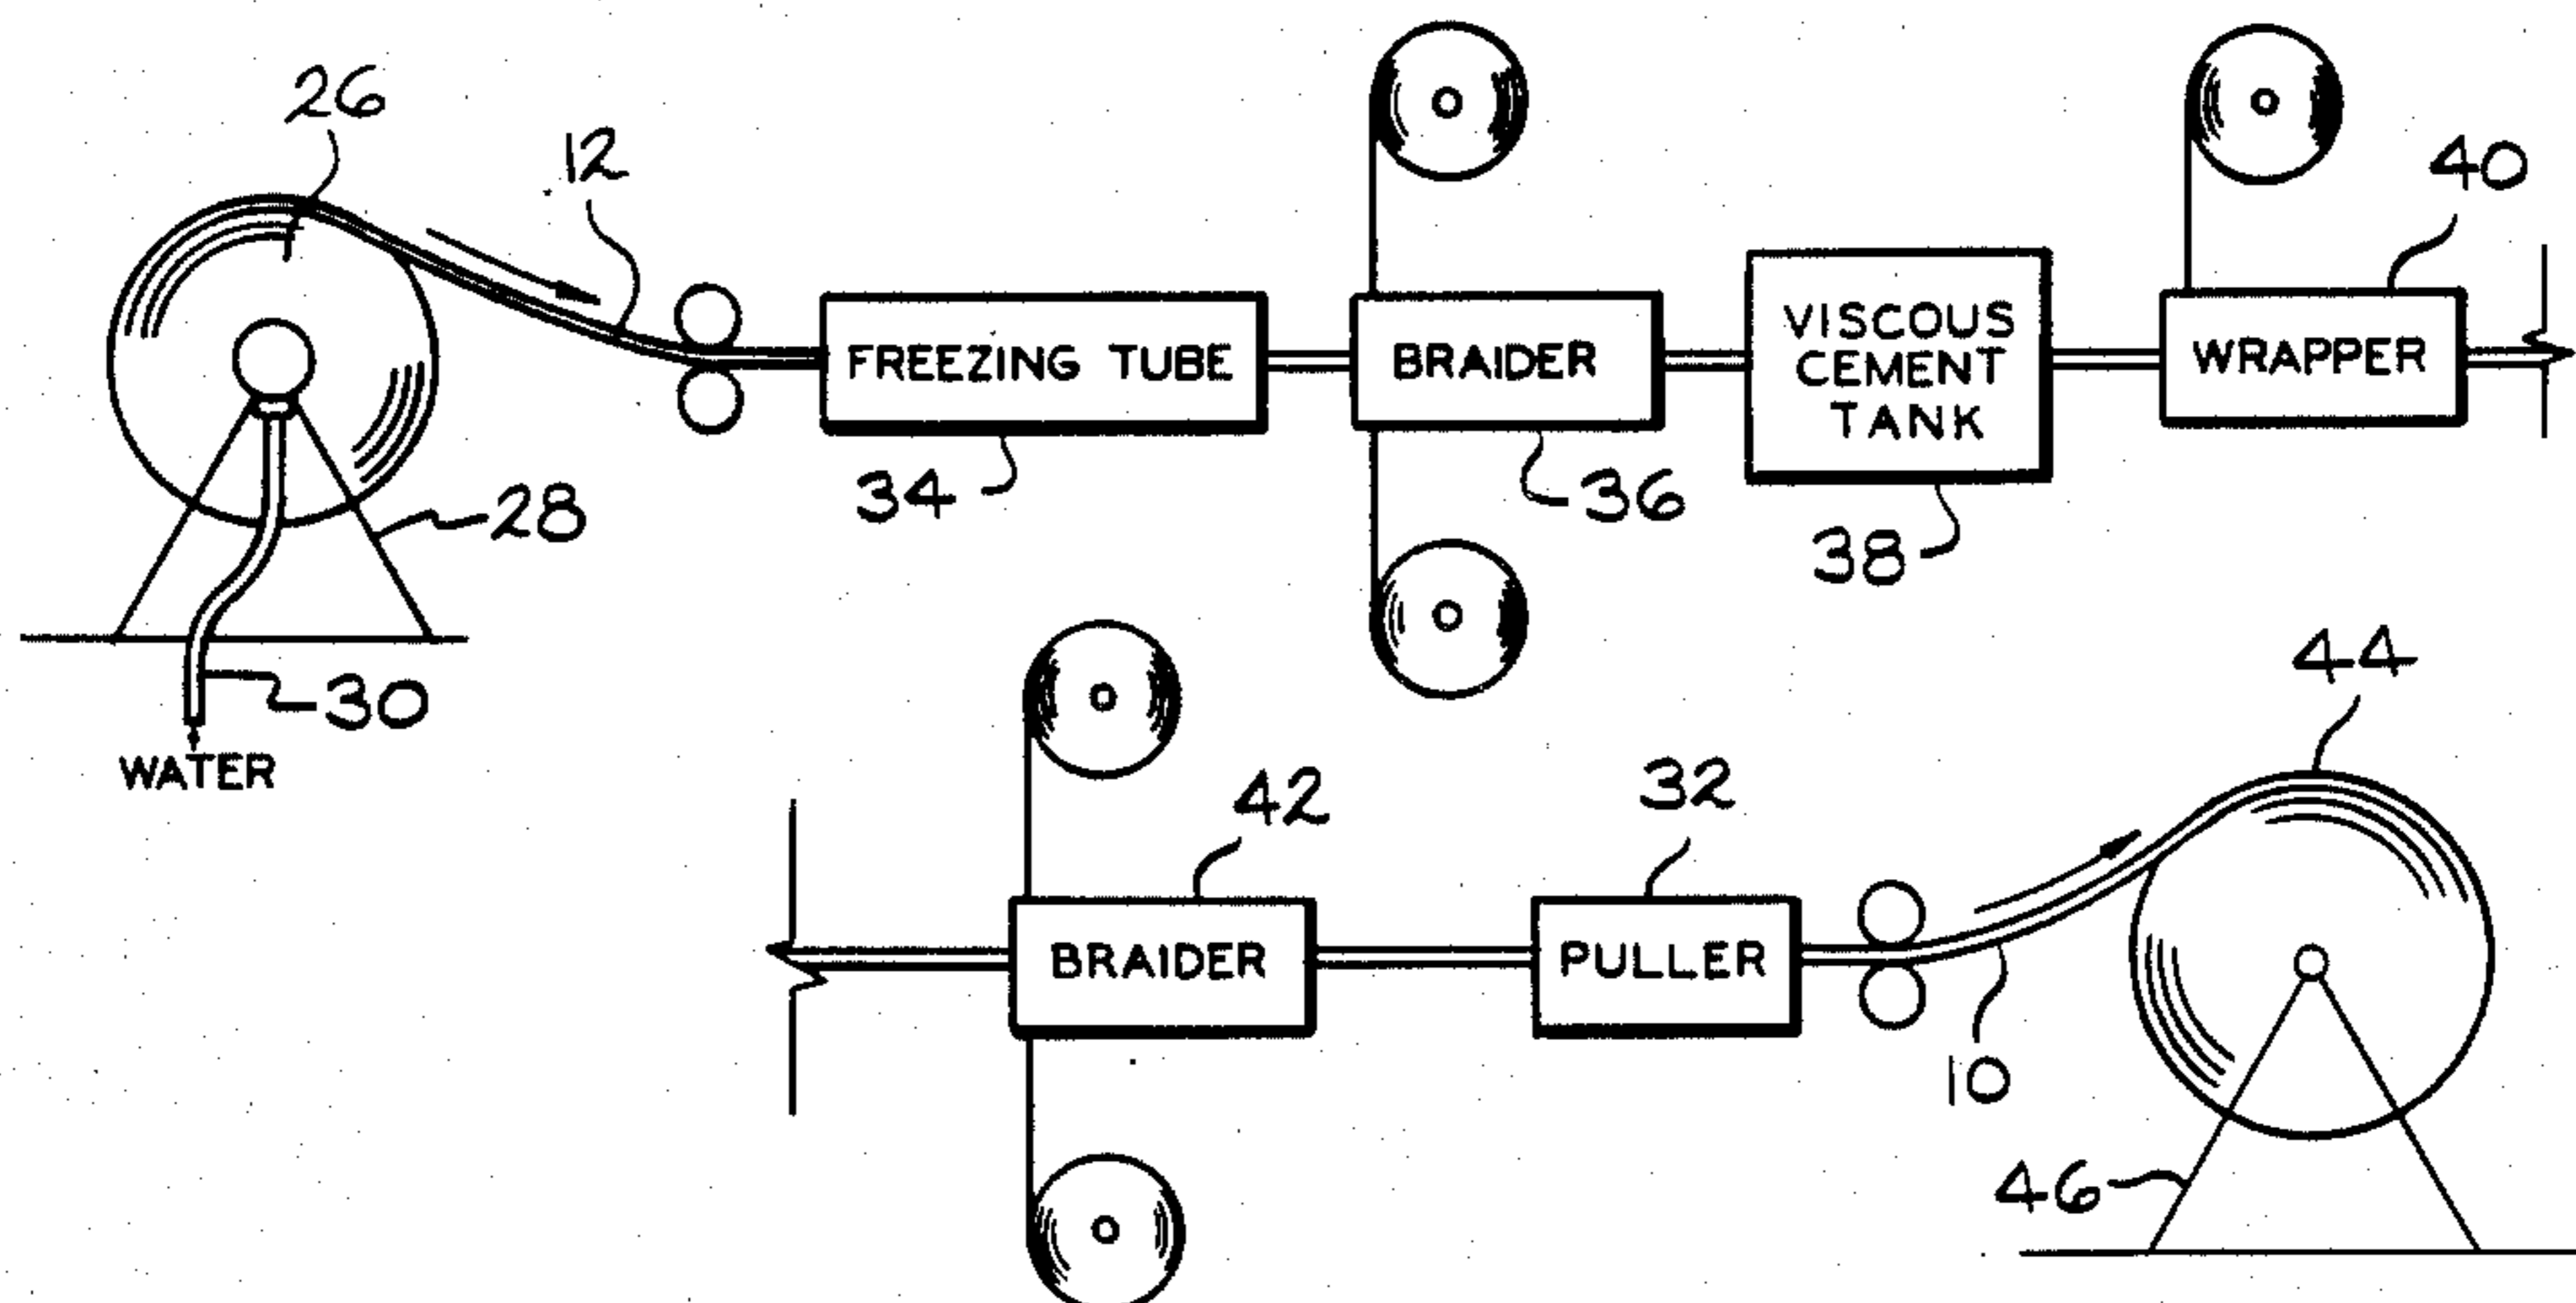 26
12
40
FREEZING TUBE
BRAIDER
VISCOUS
CEMENT
TANK
WRAPPER
34
36
28
38
30
WATER
44
42
32
BRAIDER
PULLER
10
46